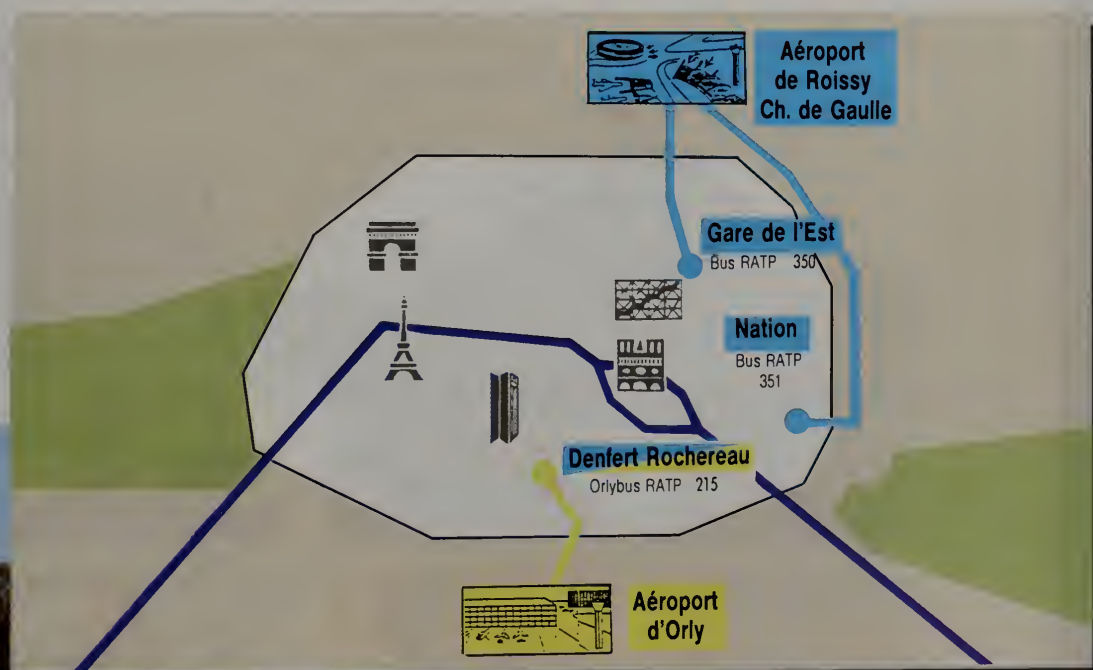 Aéroport
de Roissy
Ch. de Gaulle
Gare de l'Est
Bus RATP 350
Nation
Bus RATP
351
Denfert Rochereau
Orlybus RATP 215
Aéroport
d'Orly